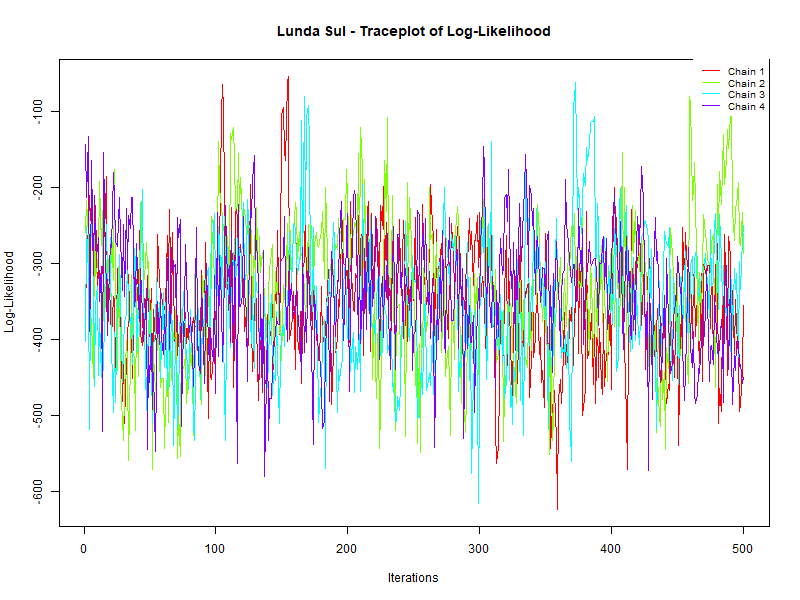 Lunda Sul - Traceplot of Log-Likelihood
Chain 1
Chain 2
Chain 3
Chain 4
Log-Likelihood
-100
-200
-300
-400
-500
-600
0 100 200 300 400 500
Iterations